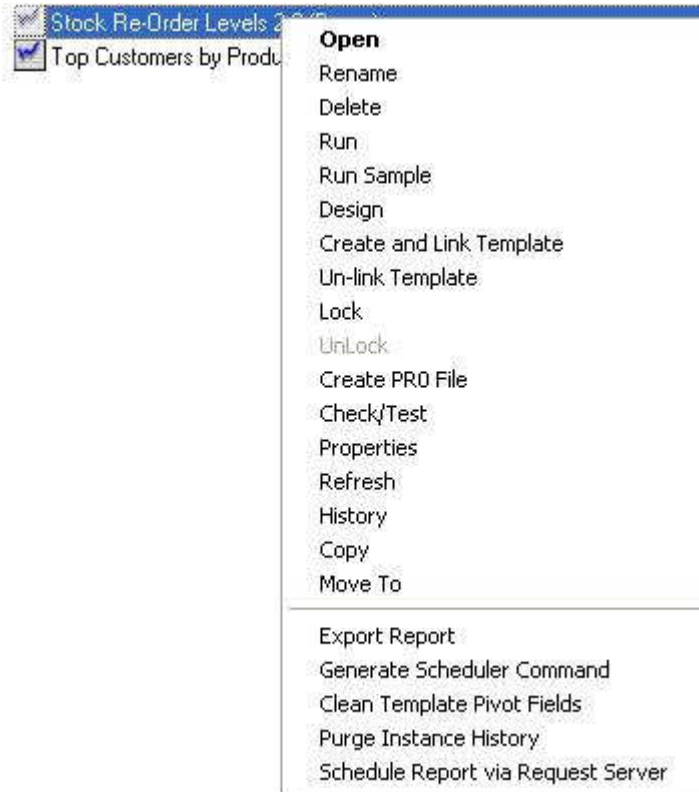 Stock Re-Order Levels 2
Top Customers by Produ
Open
Rename
Delete
Run
Run Sample
Design
Create and Link Template
Un-link Template
Lock
UnLock
Create PR0 File
Check/Test
Properties
Refresh
History
Copy
Move To
Export Report
Generate Scheduler Command
Clean Template Pivot Fields
Purge Instance History
Schedule Report via Request Server